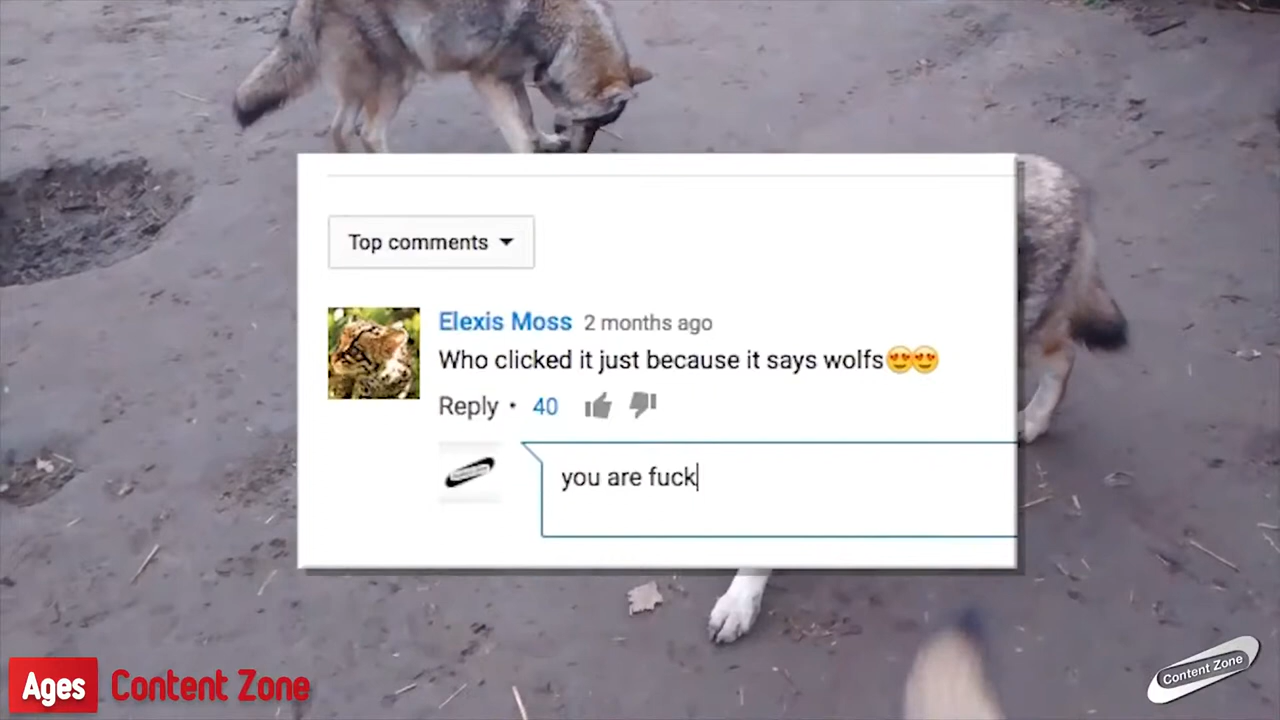 Top comments
Elexis Moss 2 months ago
Who clicked it just because it says wolfs😍😍
Reply • 40
you are fuck
Ages Content Zone
Content Zone